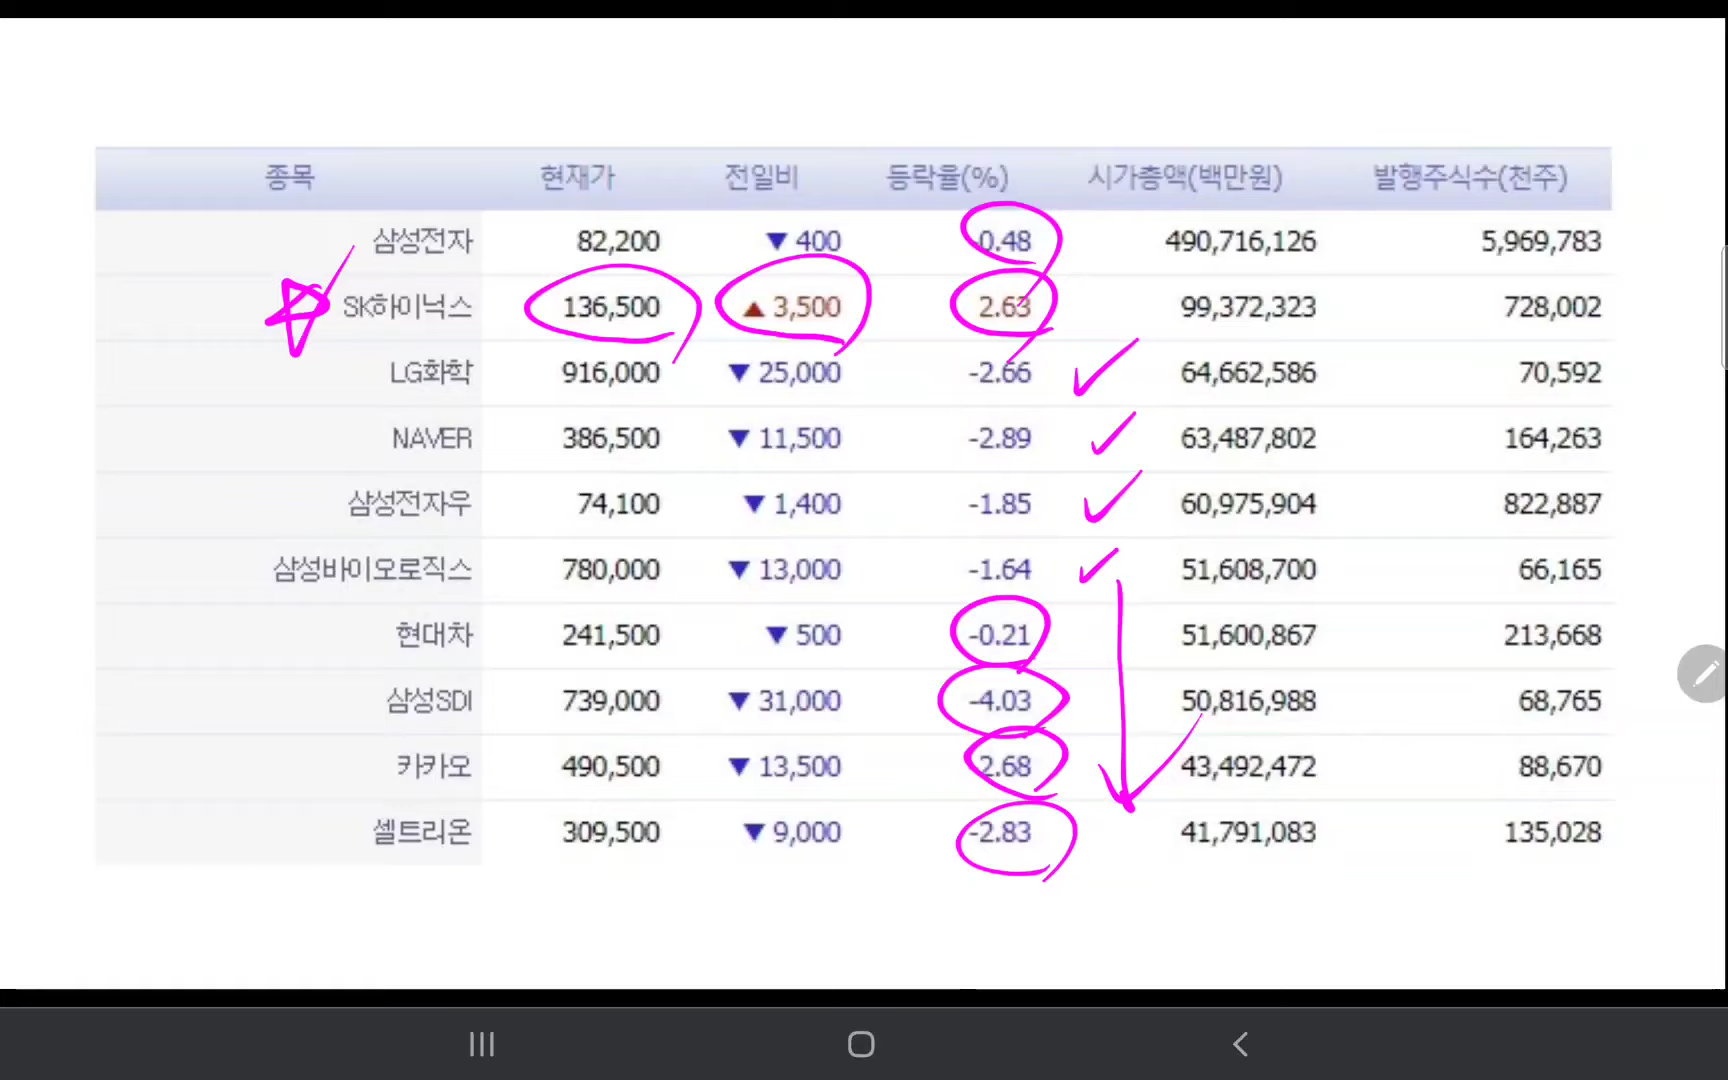 종목 현재가 전일비 등락율(%) 시가총액(백만원) 발행주식수(천주)
삼성전자 82,200 ▼ 400 -0.48 490,716,126 5,969,783
SK하이닉스 136,500 ▲ 3,500 2.63 99,372,323 728,002
LG화학 916,000 ▼ 25,000 -2.66 64,662,586 70,592
NAVER 386,500 ▼ 11,500 -2.89 63,487,802 164,263
삼성전자우 74,100 ▼ 1,400 -1.85 60,975,904 822,887
삼성바이오로직스 780,000 ▼ 13,000 -1.64 51,608,700 66,165
현대차 241,500 ▼ 500 -0.21 51,600,867 213,668
삼성SDI 739,000 ▼ 31,000 -4.03 50,816,988 68,765
카카오 490,500 ▼ 13,500 -2.68 43,492,472 88,670
셀트리온 309,500 ▼ 9,000 -2.83 41,791,083 135,028